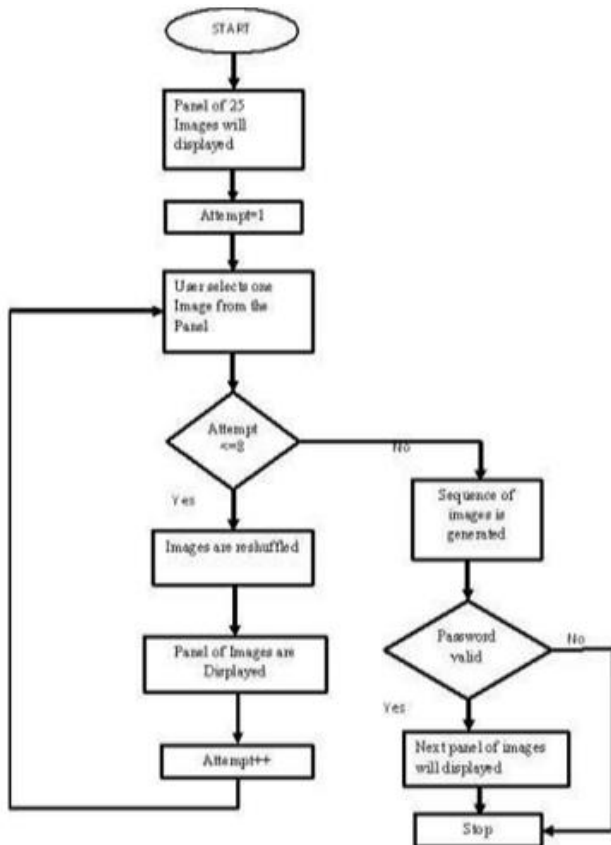 START
Panel of 25
Images will
displayed
Attempt=1
User selects one
Image from the
Panel
Attempt
<=8
No
Yes
Sequence of
images is
generated
Images are reshuffled
Password
valid
No
Panel of Images are
Displayed
Yes
Next panel of images
will displayed
Attempt++
Stop